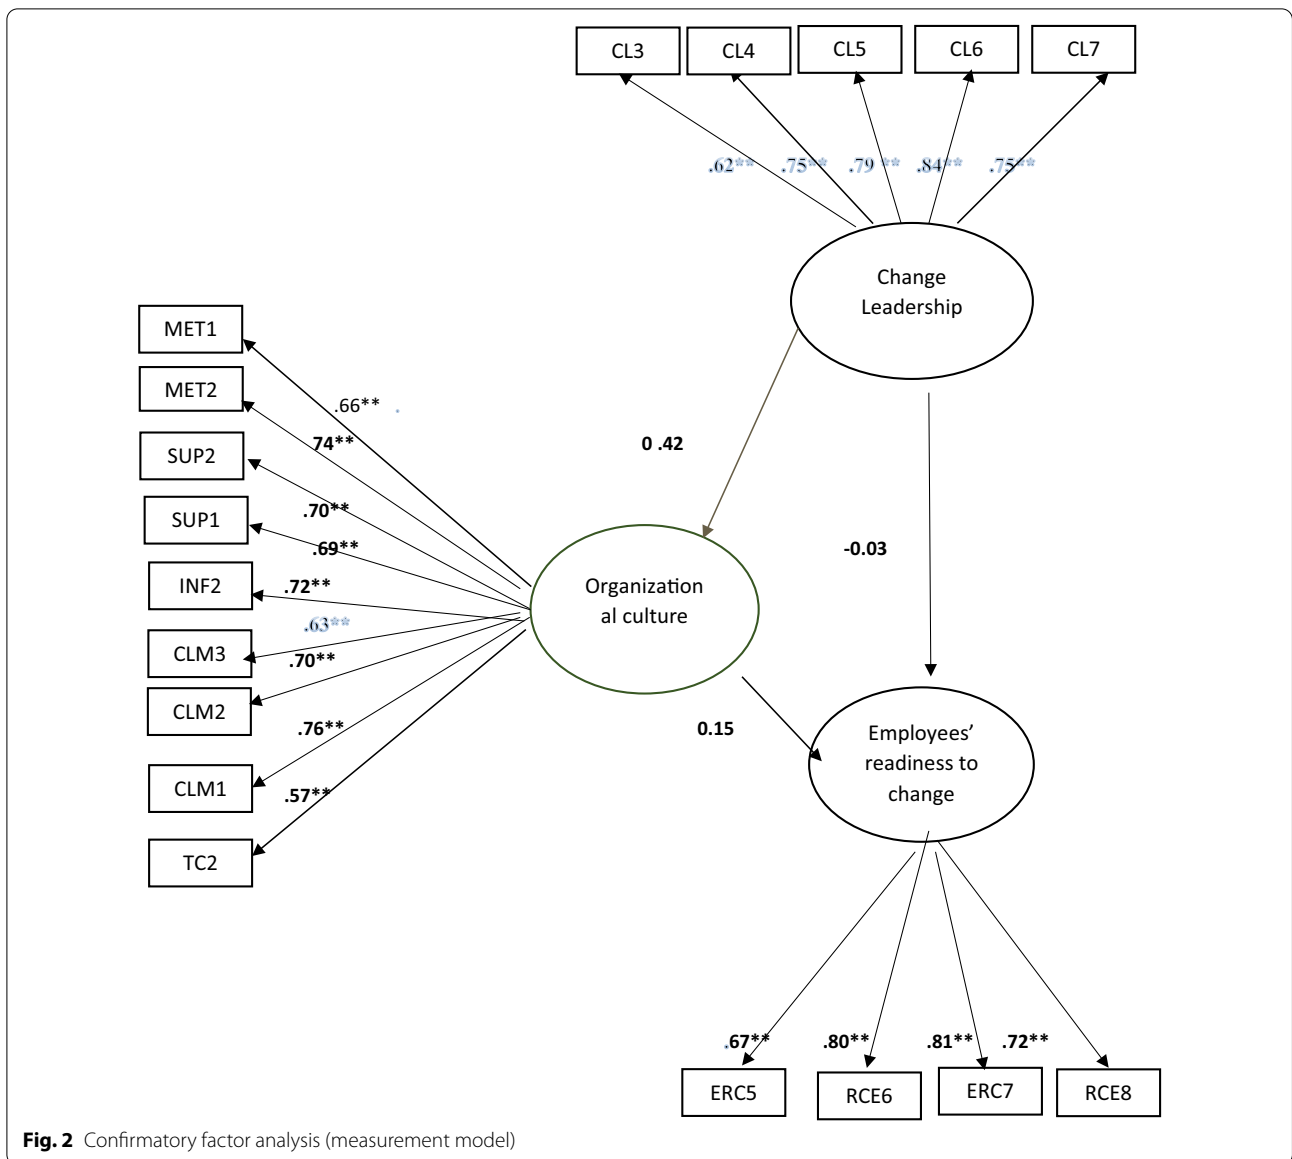 CL3 CL4 CL5 CL6 CL7
.62** .75** .79 ** .84** .75**
Change
Leadership
MET1
.66**
MET2
74**
0 .42
SUP2
.70**
SUP1
.69**
-0.03
INF2
.72**
Organization
al culture
.63**
CLM3
.70**
CLM2
.76**
0.15
Employees’
readiness to
change
CLM1
.57**
TC2
.67** .80** .81** .72**
ERC5 RCE6 ERC7 RCE8
Fig. 2 Confirmatory factor analysis (measurement model)